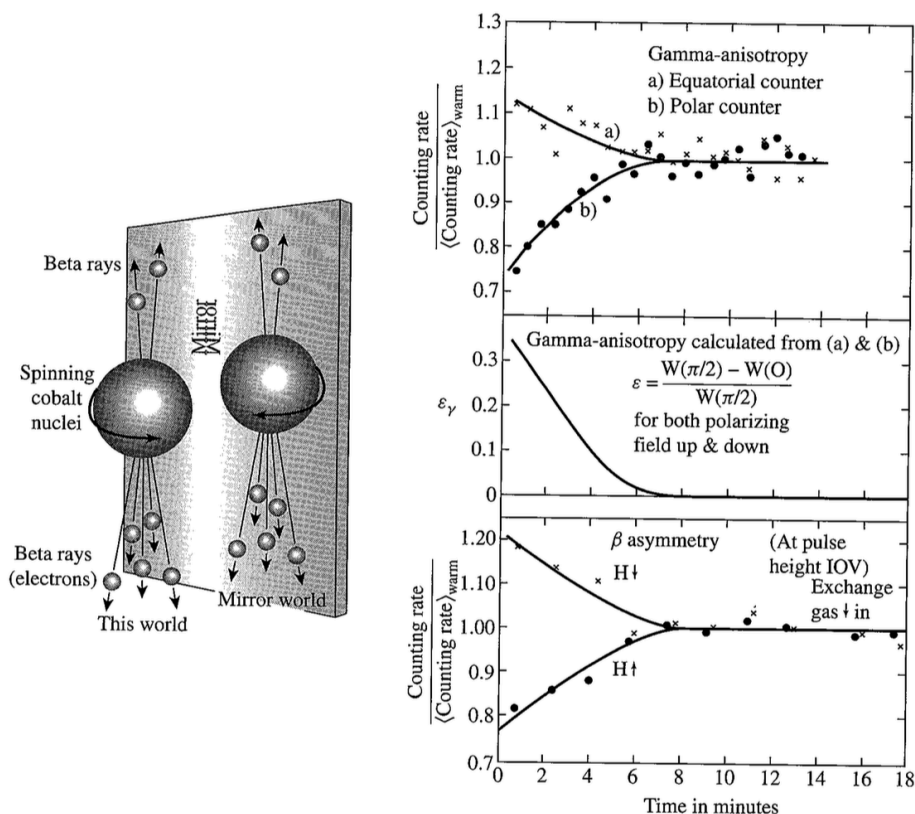 Beta rays
Mirror
Mirror
Spinning
cobalt
nuclei
Beta rays
(electrons)
This world
Mirror world
1.3
1.2
1.1
1.0
0.9
0.8
0.7
Counting rate
⟨Counting rate⟩warm
Gamma-anisotropy
a) Equatorial counter
b) Polar counter
a)
b)
0.3
0.2
0.1
0
εγ
Gamma-anisotropy calculated from (a) & (b)
ε = W(π/2) − W(O)
W(π/2)
for both polarizing
field up & down
1.20
1.10
1.00
0.9
0.8
0.7
Counting rate
⟨Counting rate⟩warm
β asymmetry
(At pulse
height IOV)
H↓
Exchange
gas ↓ in
H↑
0 2 4 6 8 10 12 14 16 18
Time in minutes